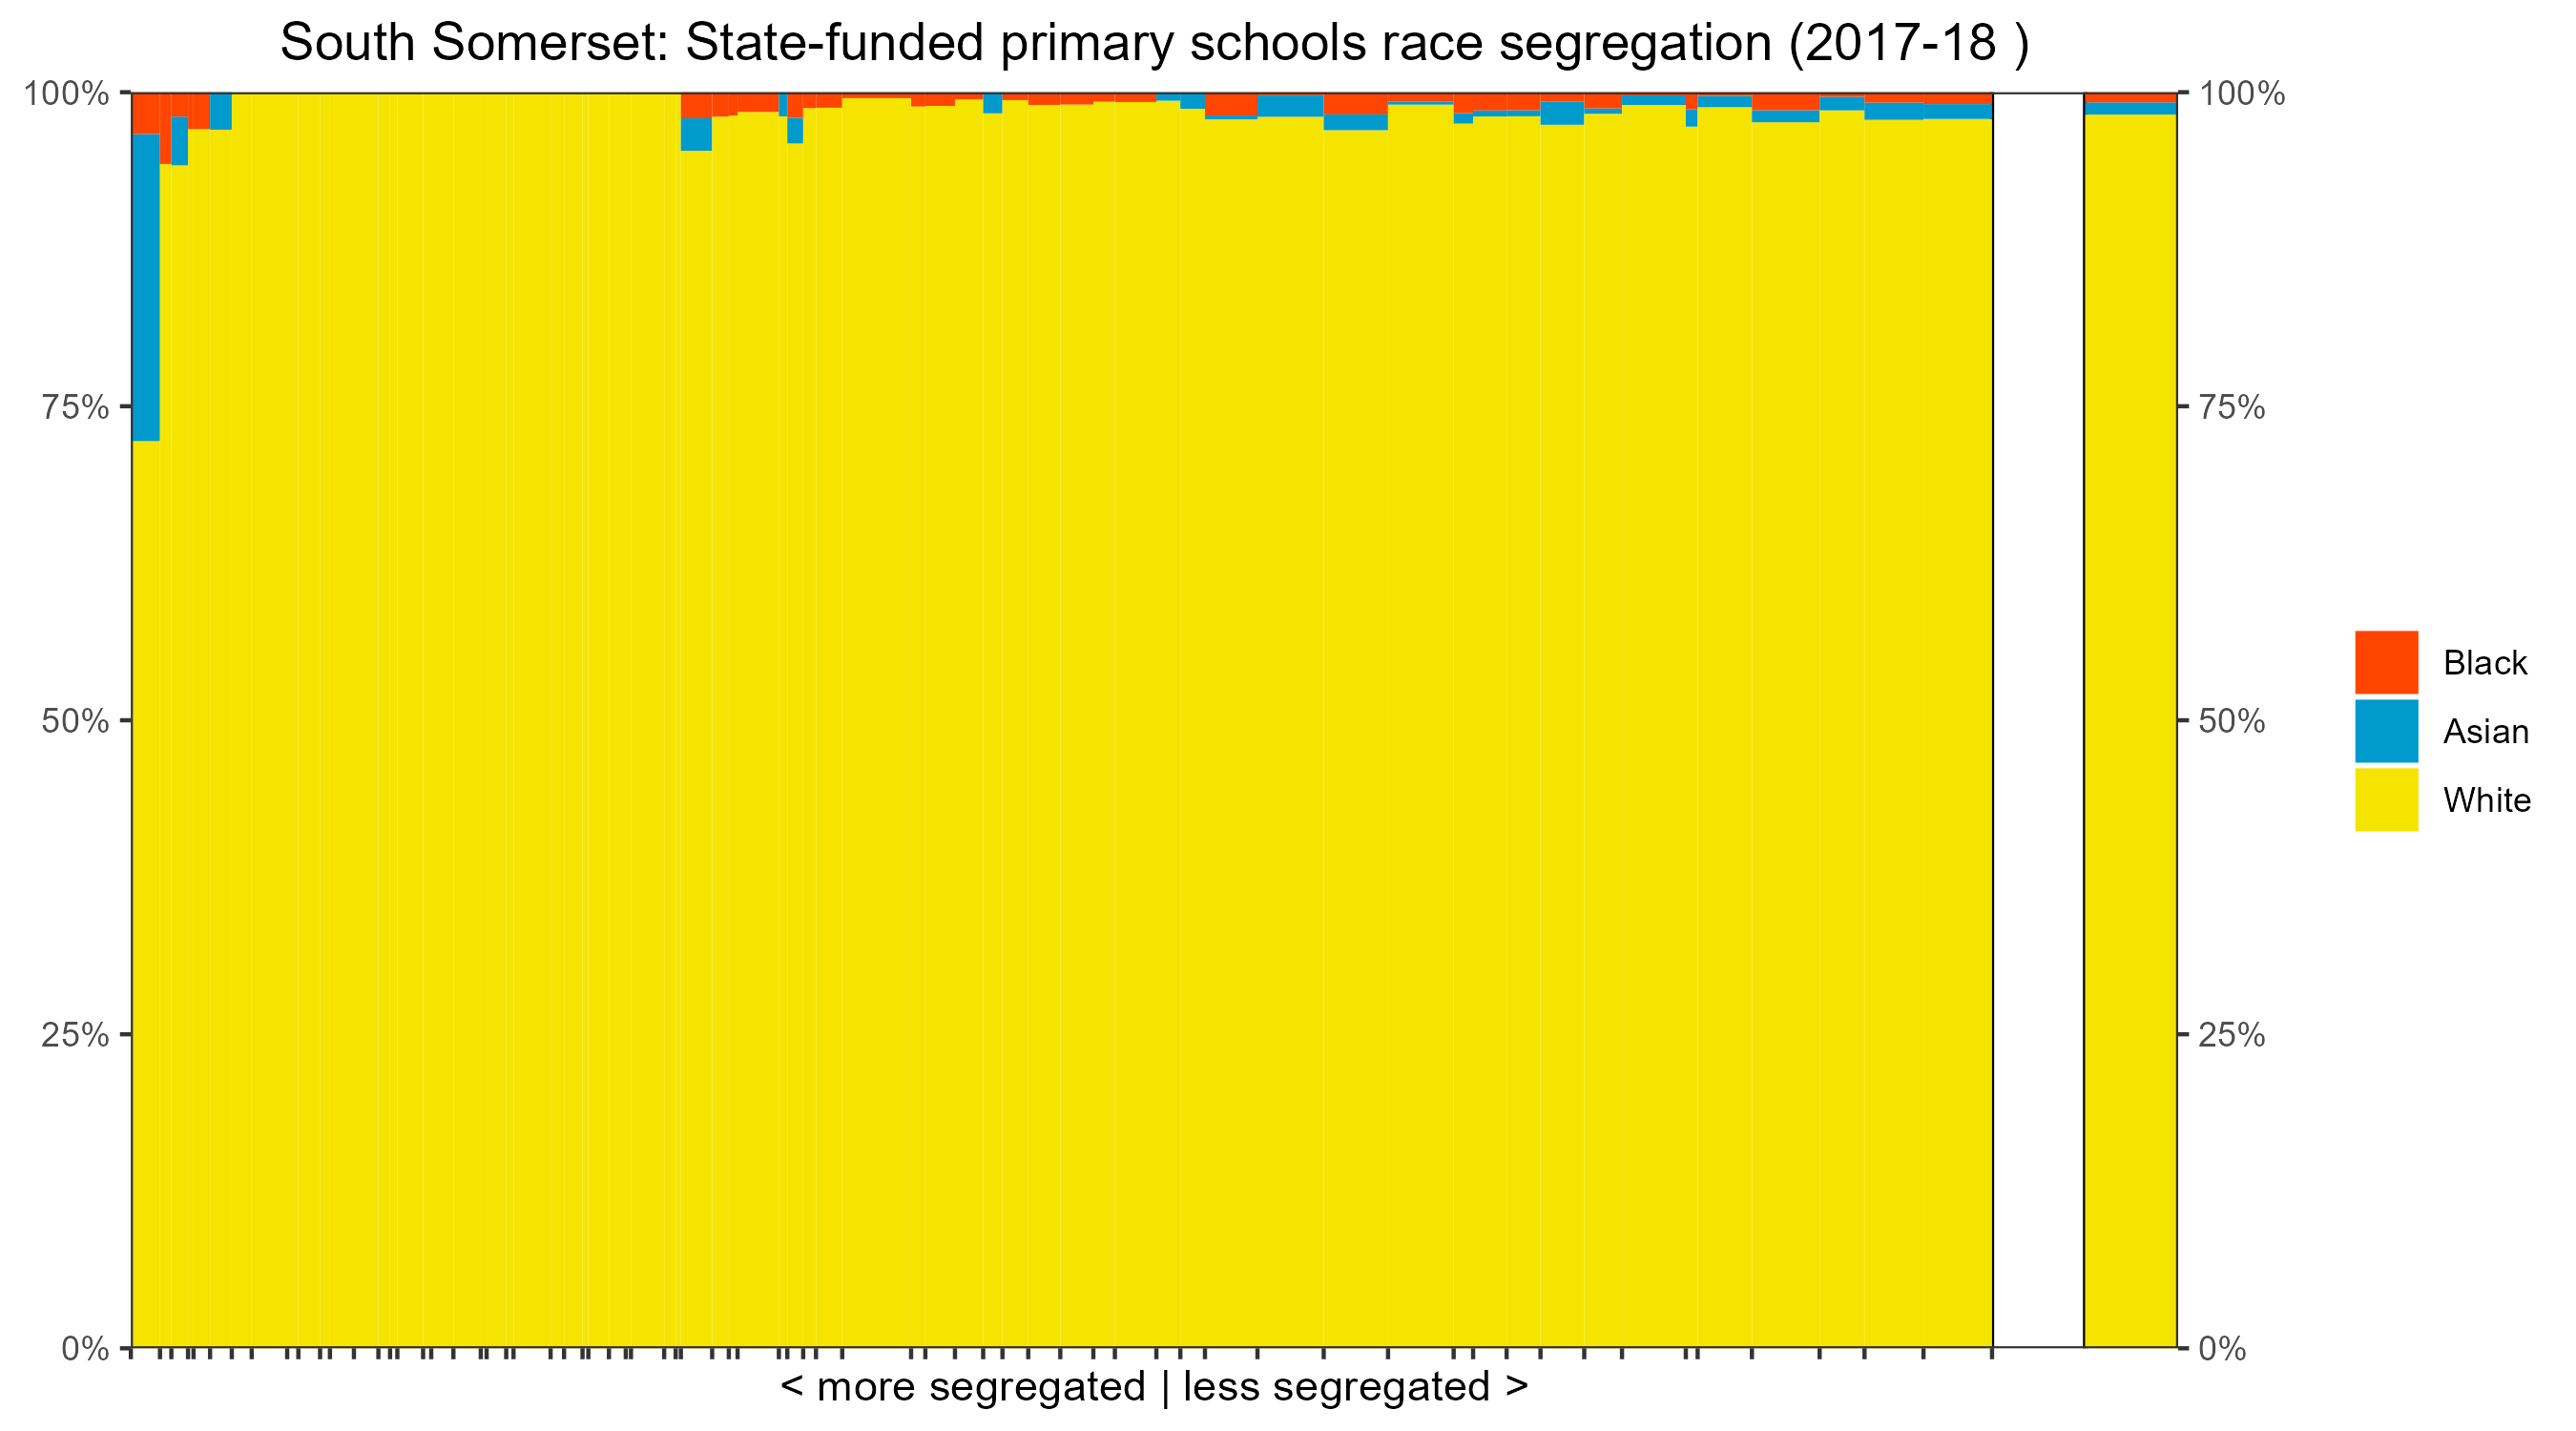 South Somerset: State-funded primary schools race segregation (2017-18 )
100%
75%
50%
25%
0%
100%
75%
50%
25%
0%
Black
Asian
White
< more segregated | less segregated >